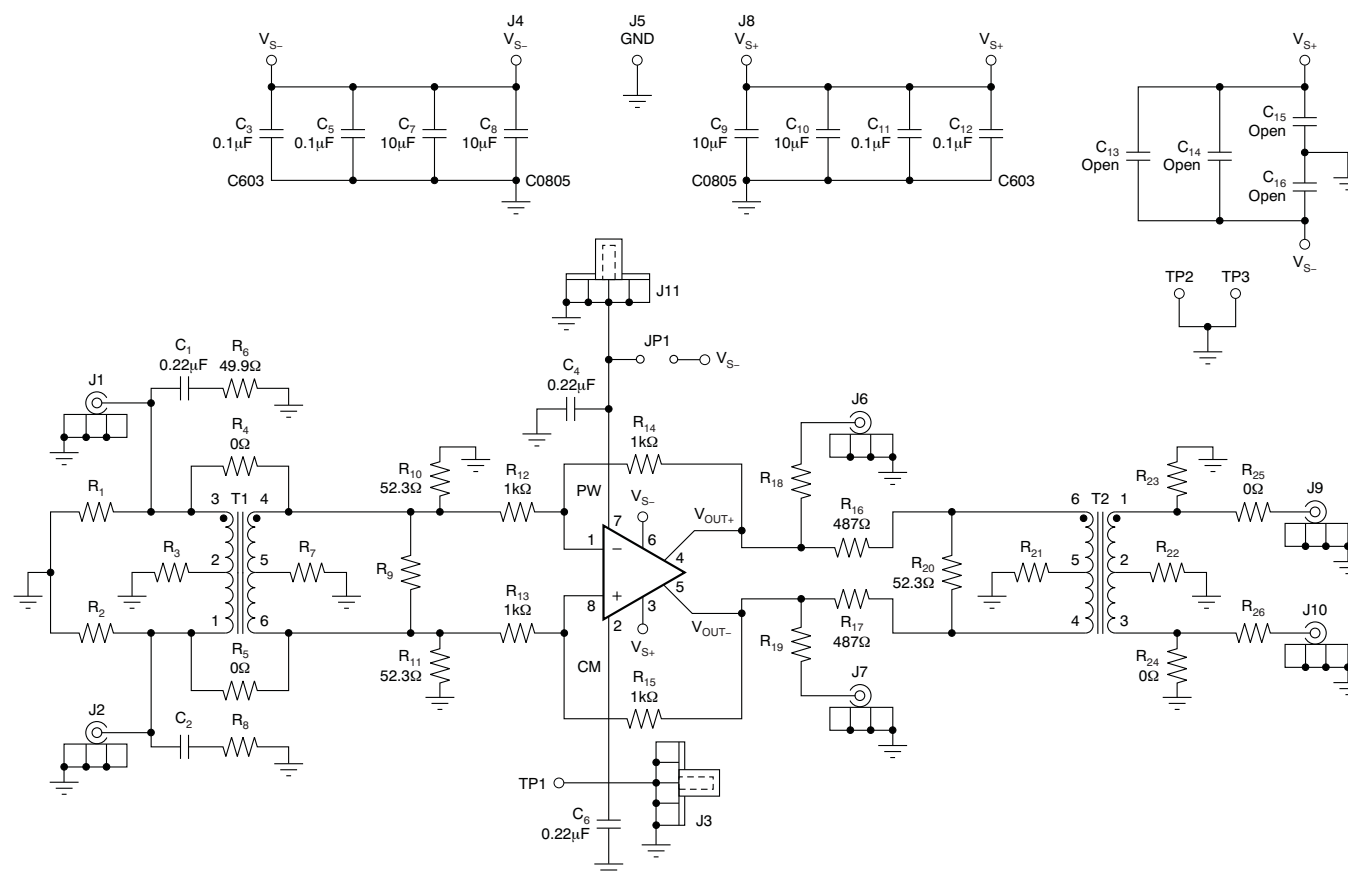 J4
J5
J8
VS−
VS−
GND
VS+
VS+
VS+
C3
0.1µF
C5
0.1µF
C7
10µF
C8
10µF
C9
10µF
C10
10µF
C11
0.1µF
C12
0.1µF
C13
Open
C14
Open
C15
Open
C16
Open
C603
C0805
C0805
C603
VS−
TP2
TP3
J11
JP1
VS−
C4
0.22µF
C1
0.22µF
R6
49.9Ω
J1
R4
0Ω
R1
3
T1
4
R3
2
5
R7
R2
1
6
R5
0Ω
J2
C2
R8
R10
52.3Ω
R9
R11
52.3Ω
R12
1kΩ
R13
1kΩ
R14
1kΩ
PW
7
VS−
6
1
−
4
VOUT+
8
+
5
VOUT−
2
3
VS+
CM
R15
1kΩ
TP1
J3
C6
0.22µF
J6
R18
R16
487Ω
R17
487Ω
R19
J7
R20
52.3Ω
R21
6
T2
1
5
2
4
3
R22
R23
R24
0Ω
R25
0Ω
R26
J9
J10